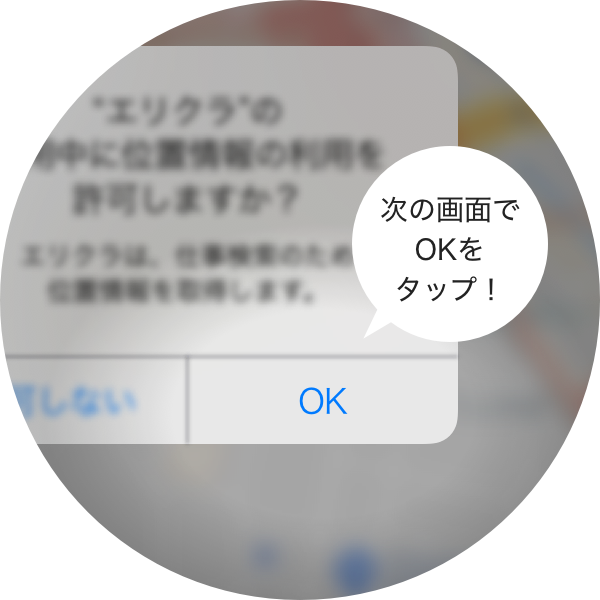 “エリクラ”の
用中に位置情報の利用を
許可しますか？
エリクラは、仕事検索のため
位置情報を取得します。
可しない
OK
次の画面で
OKを
タップ！